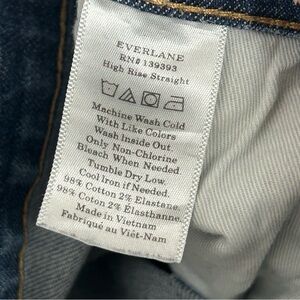 EVERLANE
RN# 139393
High Rise Straight
Machine Wash Cold
With Like Colors
Wash Inside Out
Only Non-Chlorine
Bleach When Needed
Tumble Dry Low.
Cool Iron if Needed.
98% Cotton 2% Elastane.
98% Cotton 2% Élasthanne.
Made in Vietnam
Fabriqué au Viêt-Nam